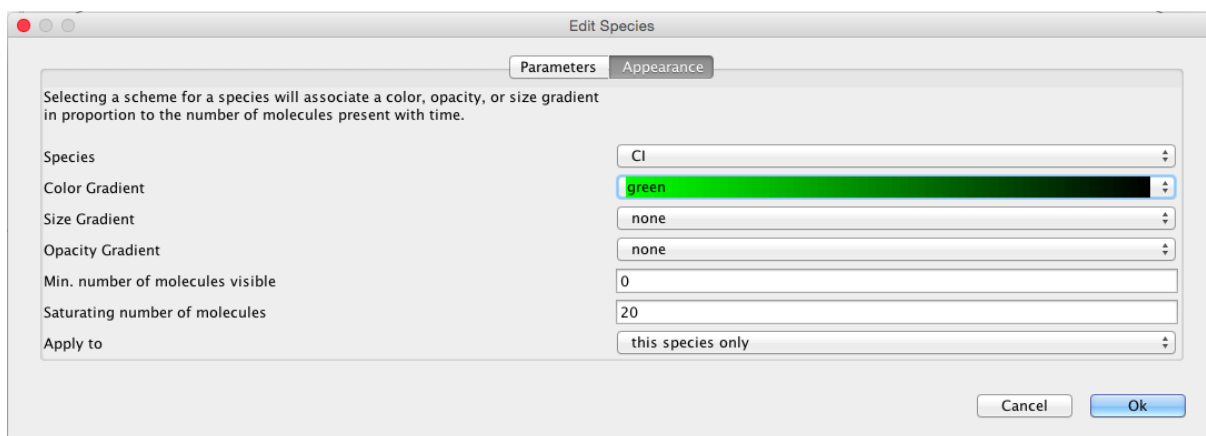 Edit Species
Parameters Appearance
Selecting a scheme for a species will associate a color, opacity, or size gradient
in proportion to the number of molecules present with time.
Species CI
Color Gradient green
Size Gradient none
Opacity Gradient none
Min. number of molecules visible 0
Saturating number of molecules 20
Apply to this species only
Cancel Ok